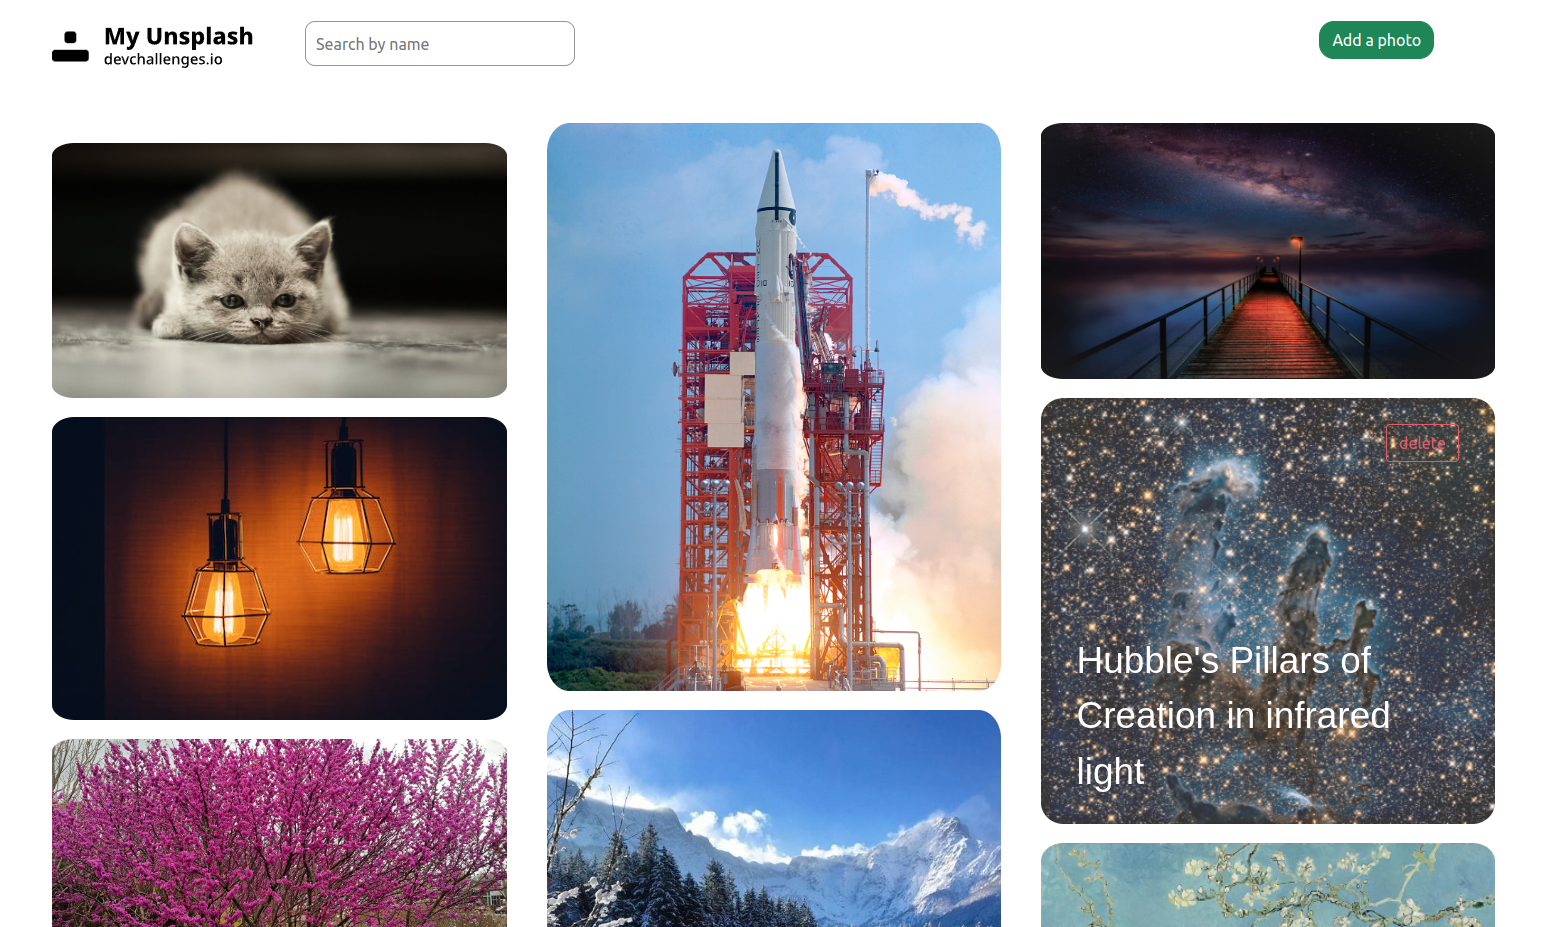 My Unsplash
devchallenges.io
Search by name
Add a photo
delete
Hubble's Pillars of
Creation in infrared
light